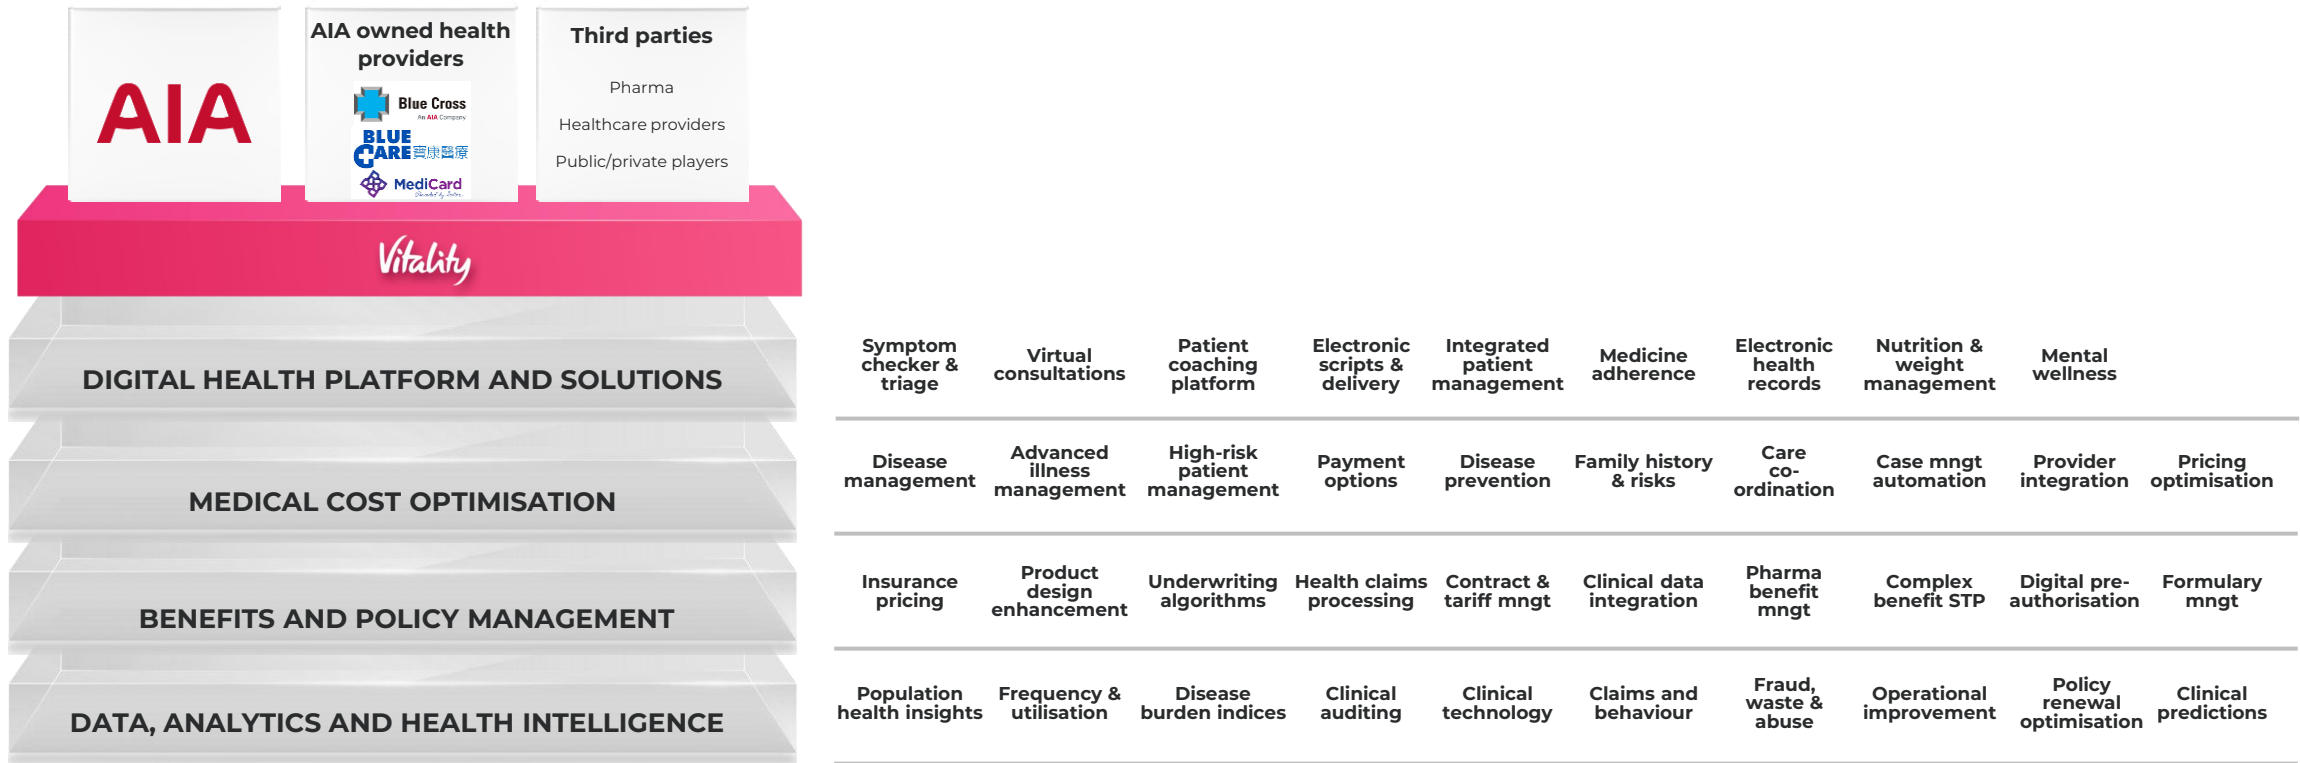 AIA
AIA owned health
providers
Blue Cross
An AIA Company
BLUE
CARE 寶康醫療
MediCard
Third parties
Pharma
Healthcare providers
Public/private players
Vitality
DIGITAL HEALTH PLATFORM AND SOLUTIONS
Symptom
checker &
triage
Virtual
consultations
Patient
coaching
platform
Electronic
scripts &
delivery
Integrated
patient
management
Medicine
adherence
Electronic
health
records
Nutrition &
weight
management
Mental
wellness
MEDICAL COST OPTIMISATION
Disease
management
Advanced
illness
management
High-risk
patient
management
Payment
options
Disease
prevention
Family history
& risks
Care
co-
ordination
Case mngt
automation
Provider
integration
Pricing
optimisation
BENEFITS AND POLICY MANAGEMENT
Insurance
pricing
Product
design
enhancement
Underwriting
algorithms
Health claims
processing
Contract &
tariff mngt
Clinical data
integration
Pharma
benefit
mngt
Complex
benefit STP
Digital pre-
authorisation
Formulary
mngt
DATA, ANALYTICS AND HEALTH INTELLIGENCE
Population
health insights
Frequency &
utilisation
Disease
burden indices
Clinical
auditing
Clinical
technology
Claims and
behaviour
Fraud,
waste &
abuse
Operational
improvement
Policy
renewal
optimisation
Clinical
predictions